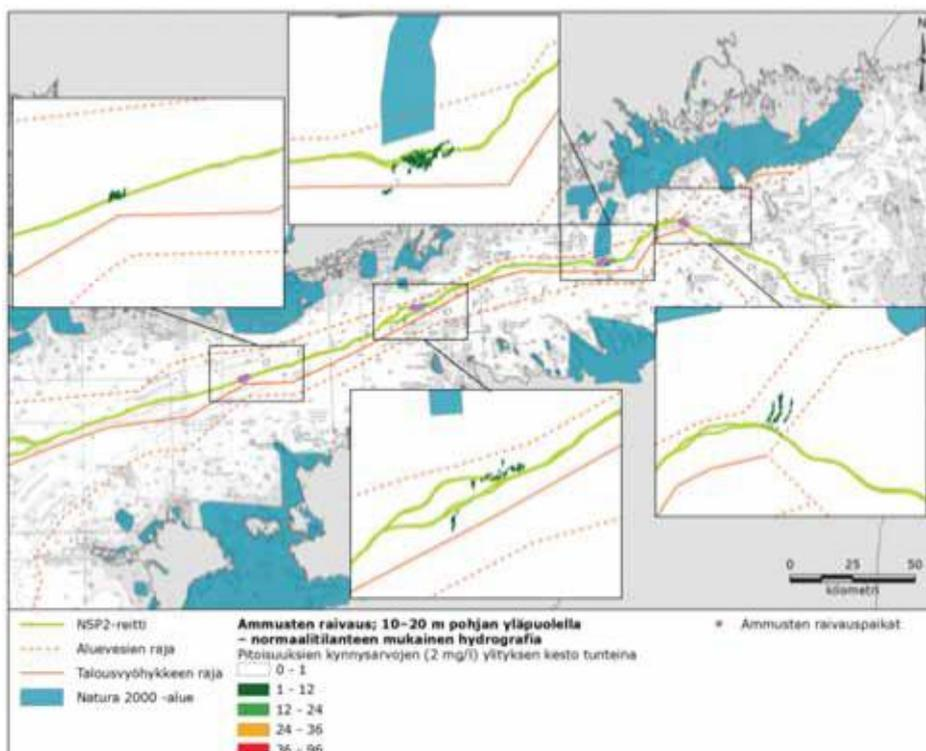 N
0 25 50
kilometri
NSP2-reitti
Aluevesien raja
Talousvyöhykkeen raja
Natura 2000 -alue
Ammusten raivaus; 10–20 m pohjan yläpuolella
– normaalitilanteen mukainen hydrografia
Pitoisuuksien kynnysarvojen (2 mg/l) ylityksen kesto tunteina
0 - 1
1 - 12
12 - 24
24 - 36
36 - 96
Ammusten raivauspaikat